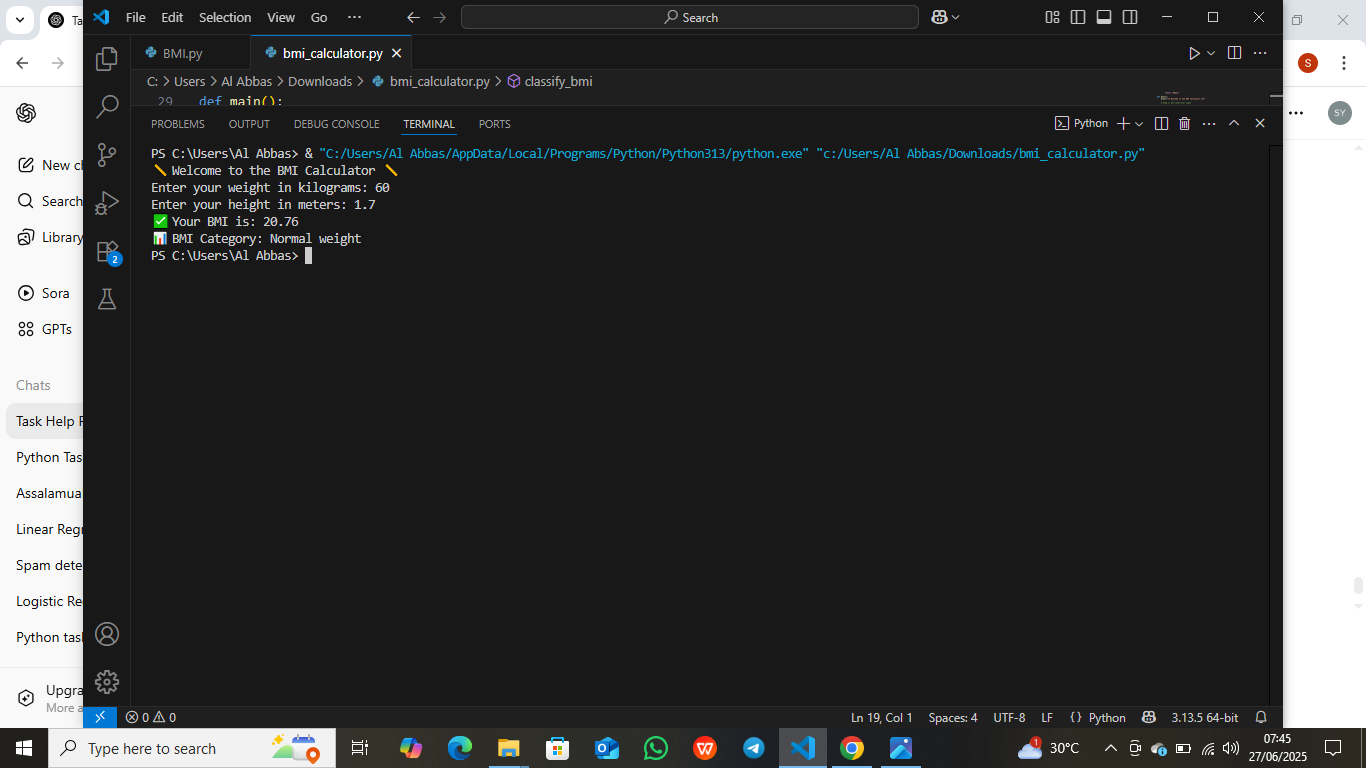 Ta
File Edit Selection View Go ···
Search
S
BMI.py
bmi_calculator.py
C: > Users > Al Abbas > Downloads > bmi_calculator.py > classify_bmi
29 def main():
SY
PROBLEMS OUTPUT DEBUG CONSOLE TERMINAL PORTS
Python
PS C:\Users\Al Abbas> & "C:/Users/Al Abbas/AppData/Local/Programs/Python/Python313/python.exe" "c:/Users/Al Abbas/Downloads/bmi_calculator.py"
📏 Welcome to the BMI Calculator 📏
Enter your weight in kilograms: 60
Enter your height in meters: 1.7
✅ Your BMI is: 20.76
📊 BMI Category: Normal weight
PS C:\Users\Al Abbas>
2
New ch
Search
Library
Sora
GPTs
Chats
Task Help
Python Tas
Assalamua
Linear Regr
Spam dete
Logistic Re
Python task
Upgra
More a
0 0
Ln 19, Col 1 Spaces: 4 UTF-8 LF {} Python 3.13.5 64-bit
Type here to search
30°C
1
07:45
27/06/2025